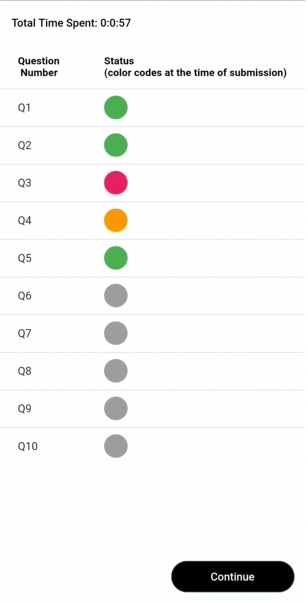 Total Time Spent: 0:0:57
Question Status
Number (color codes at the time of submission)
Q1
Q2
Q3
Q4
Q5
Q6
Q7
Q8
Q9
Q10
Continue